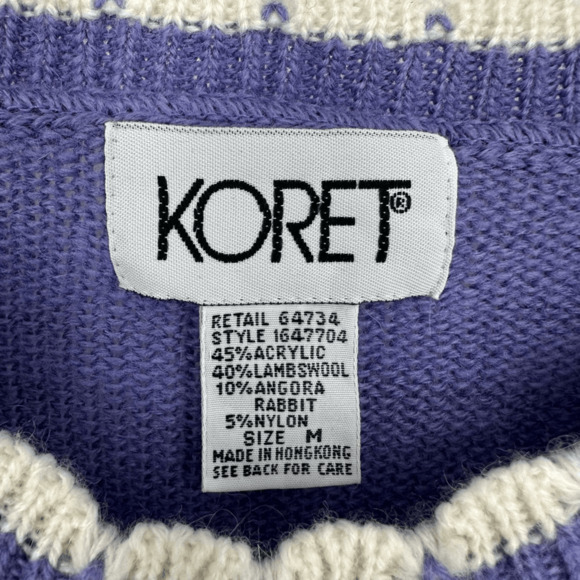 KORET®
RETAIL 64734
STYLE 1647704
45%ACRYLIC
40%LAMBSWOOL
10%ANGORA
RABBIT
5%NYLON
SIZE M
MADE IN HONGKONG
SEE BACK FOR CARE